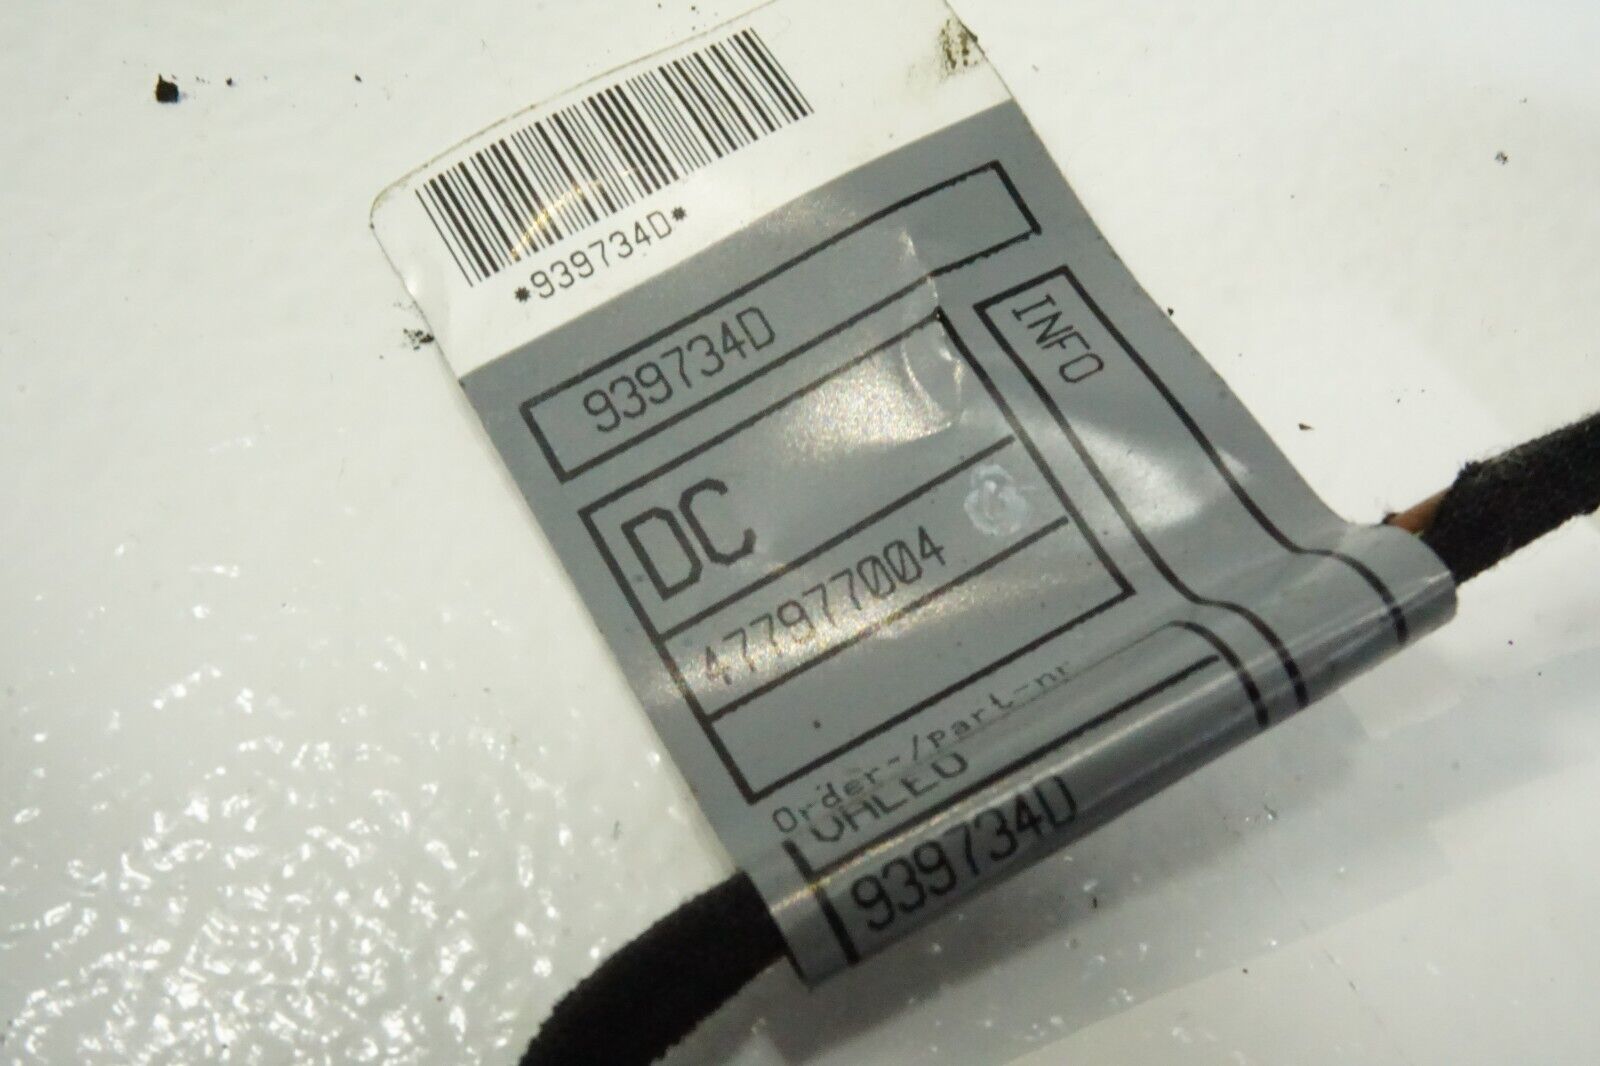 *939734D*
939734D
INFO
DC
477977004
Order-/part-nr
VALEO
939734D